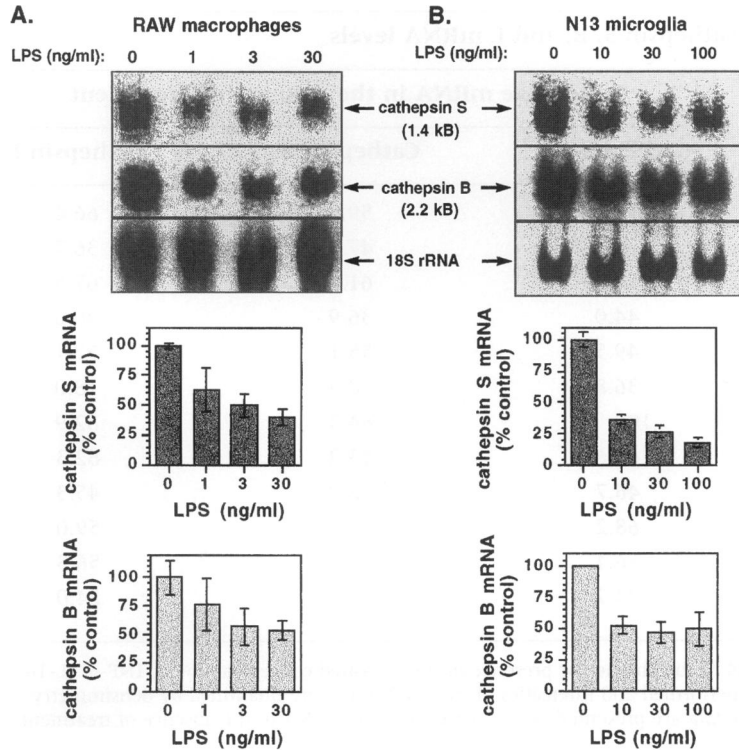 A.
RAW macrophages
LPS (ng/ml): 0 1 3 30
B.
N13 microglia
LPS (ng/ml): 0 10 30 100
cathepsin S
(1.4 kB)
cathepsin B
(2.2 kB)
18S rRNA
cathepsin S mRNA
(% control)
100
75
50
25
0
0 1 3 30
LPS (ng/ml)
cathepsin S mRNA
(% control)
100
75
50
25
0
0 10 30 100
LPS (ng/ml)
cathepsin B mRNA
(% control)
100
75
50
25
0
0 1 3 30
LPS (ng/ml)
cathepsin B mRNA
(% control)
100
75
50
25
0
0 10 30 100
LPS (ng/ml)